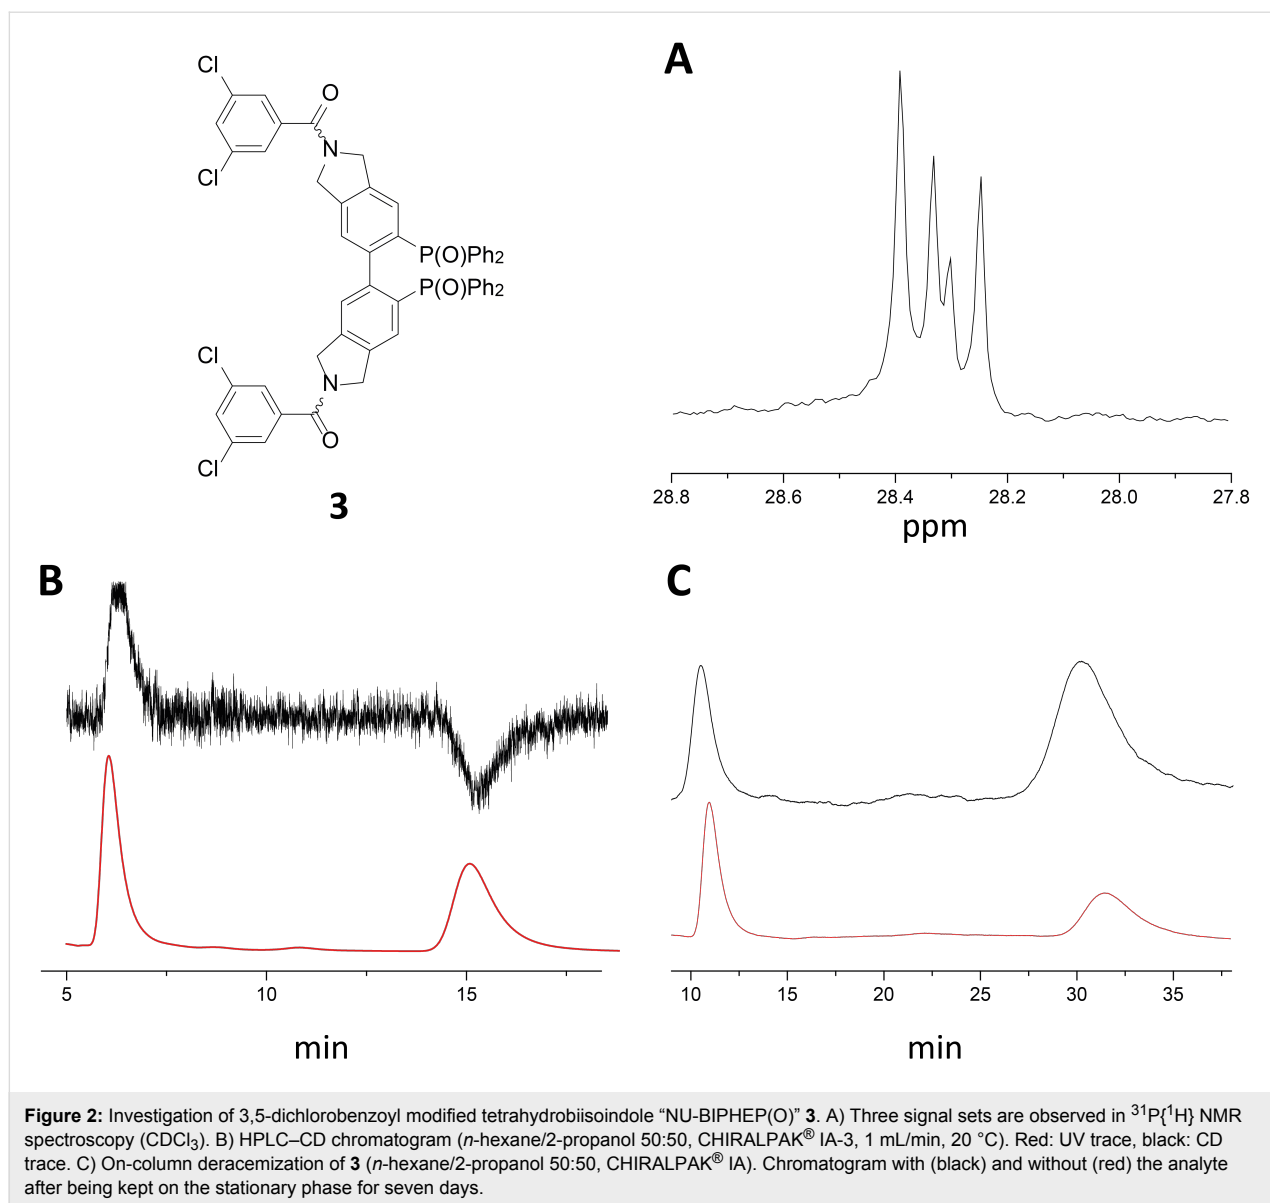 A
Cl
O
N
Cl
P(O)Ph2
P(O)Ph2
Cl
N
O
Cl
3
28.8 28.6 28.4 28.2 28.0 27.8
ppm
B
5 10 15
min
C
10 15 20 25 30 35
min
Figure 2: Investigation of 3,5-dichlorobenzoyl modified tetrahydrobiisoindole “NU-BIPHEP(O)” 3. A) Three signal sets are observed in ³¹P{¹H} NMR
spectroscopy (CDCl₃). B) HPLC–CD chromatogram (n-hexane/2-propanol 50:50, CHIRALPAK® IA-3, 1 mL/min, 20 °C). Red: UV trace, black: CD
trace. C) On-column deracemization of 3 (n-hexane/2-propanol 50:50, CHIRALPAK® IA). Chromatogram with (black) and without (red) the analyte
after being kept on the stationary phase for seven days.